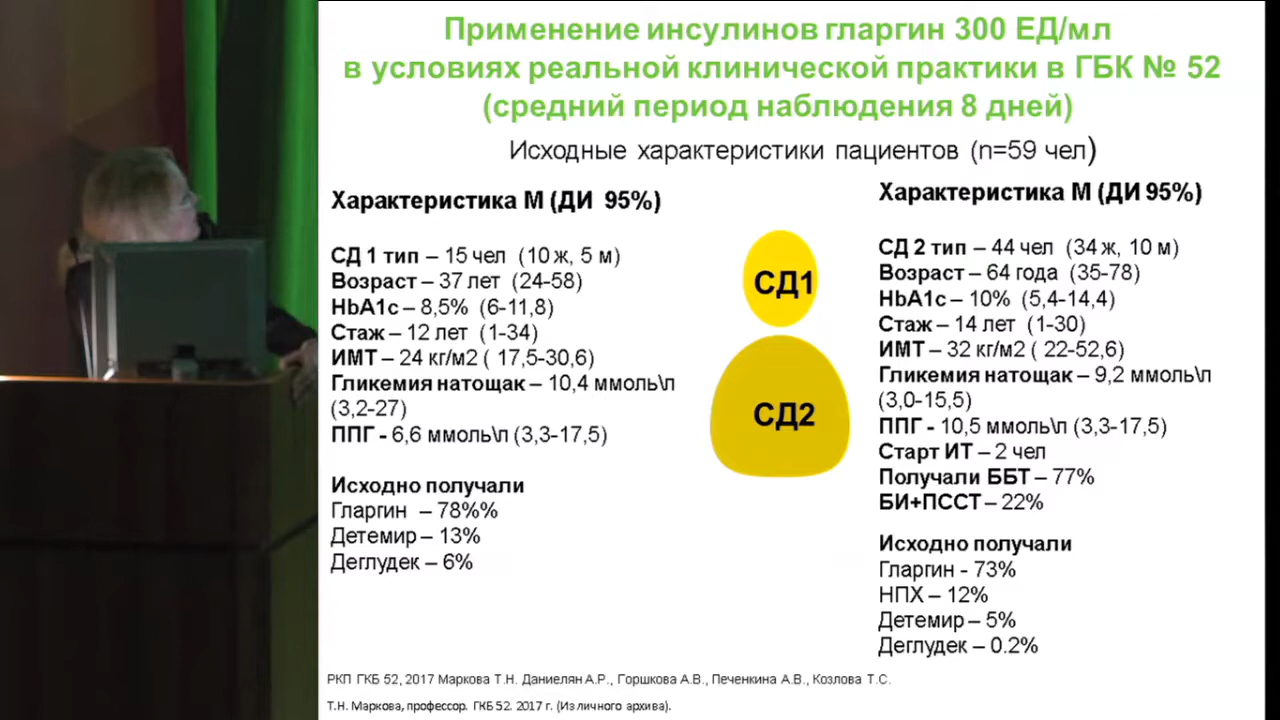 Применение инсулинов гларгин 300 ЕД/мл
в условиях реальной клинической практики в ГБК № 52
(средний период наблюдения 8 дней)
Исходные характеристики пациентов (n=59 чел)
Характеристика М (ДИ 95%)
СД 1 тип – 15 чел (10 ж, 5 м)
Возраст – 37 лет (24-58)
HbA1c – 8,5% (6-11,8)
Стаж – 12 лет (1-34)
ИМТ – 24 кг/м2 ( 17,5-30,6)
Гликемия натощак – 10,4 ммоль\л
(3,2-27)
ППГ - 6,6 ммоль\л (3,3-17,5)
Исходно получали
Гларгин – 78%%
Детемир – 13%
Деглудек – 6%
СД1
СД2
Характеристика М (ДИ 95%)
СД 2 тип – 44 чел (34 ж, 10 м)
Возраст – 64 года (35-78)
HbA1c – 10% (5,4-14,4)
Стаж – 14 лет (1-30)
ИМТ – 32 кг/м2 ( 22-52,6)
Гликемия натощак – 9,2 ммоль\л
(3,0-15,5)
ППГ - 10,5 ммоль\л (3,3-17,5)
Старт ИТ – 2 чел
Получали ББТ – 77%
БИ+ПССТ – 22%
Исходно получали
Гларгин - 73%
НПХ – 12%
Детемир – 5%
Деглудек – 0.2%
РКП ГКБ 52, 2017 Маркова Т.Н. Даниелян А.Р., Горшкова А.В., Печенкина А.В., Козлова Т.С.
Т.Н. Маркова, профессор. ГКБ 52. 2017 г. (Из личного архива).